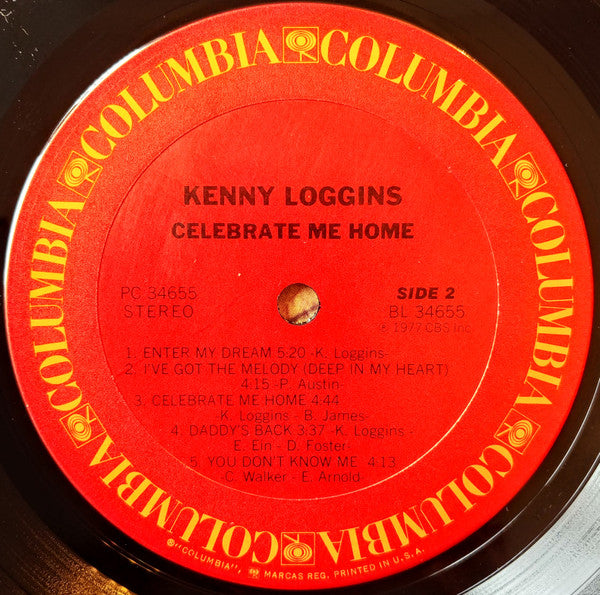 COLUMBIA COLUMBIA COLUMBIA COLUMBIA COLUMBIA COLUMBIA COLUMBIA COLUMBIA
KENNY LOGGINS
CELEBRATE ME HOME
PC 34655
STEREO
SIDE 2
BL 34655
℗ 1977 CBS Inc.
1. ENTER MY DREAM 5:20 -K. Loggins-
2. I'VE GOT THE MELODY (DEEP IN MY HEART)
4:15 -P. Austin-
3. CELEBRATE ME HOME 4:44
-K. Loggins - B. James-
4. DADDY'S BACK 3:37 -K. Loggins -
E. Ein - D. Foster-
5. YOU DON'T KNOW ME 4:13
-C. Walker - E. Arnold-
®"COLUMBIA", MARCAS REG. PRINTED IN U.S.A.